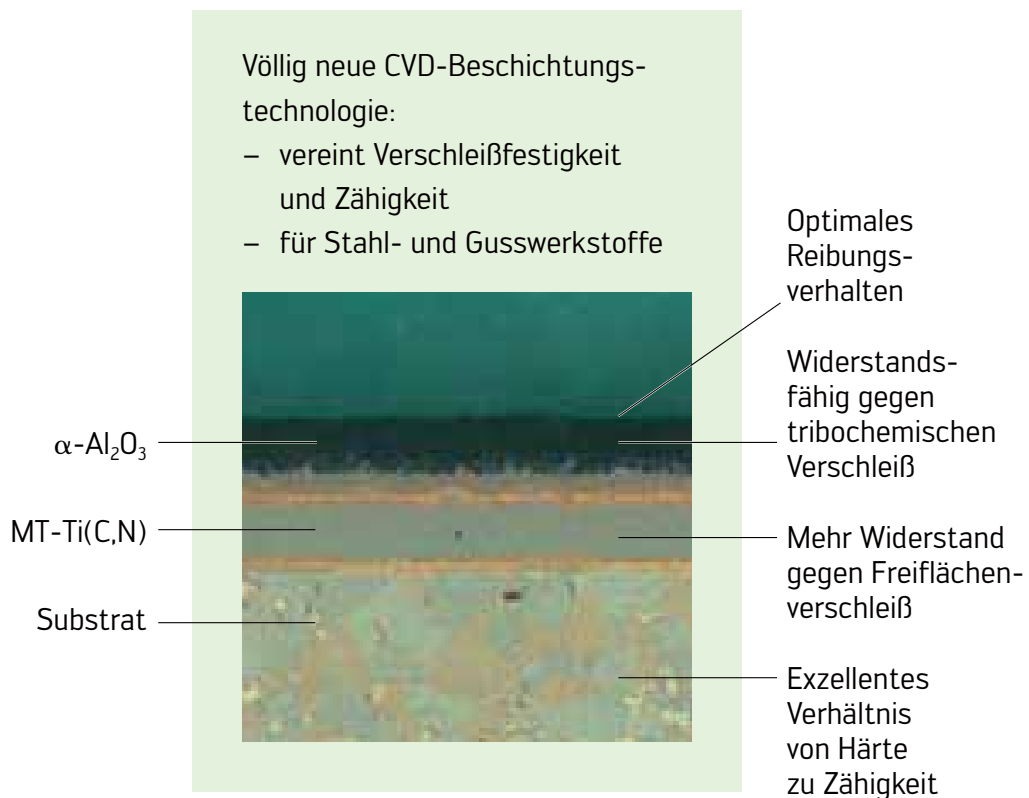 Völlig neue CVD-Beschichtungs-
technologie:
– vereint Verschleißfestigkeit
und Zähigkeit
– für Stahl- und Gusswerkstoffe
α-Al₂O₃
MT-Ti(C,N)
Substrat
Optimales
Reibungs-
verhalten
Widerstands-
fähig gegen
tribochemischen
Verschleiß
Mehr Widerstand
gegen Freiflächen-
verschleiß
Exzellentes
Verhältnis
von Härte
zu Zähigkeit